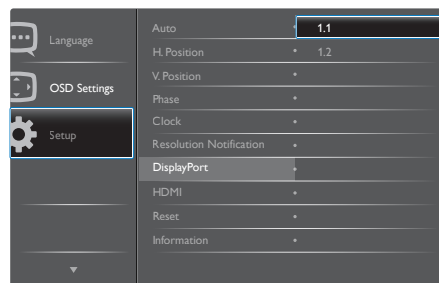 Language
OSD Settings
Setup
Auto
H. Position
V. Position
Phase
Clock
Resolution Notification
DisplayPort
HDMI
Reset
Information
1.1
1.2